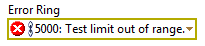 Error Ring
5000: Test limit out of range.